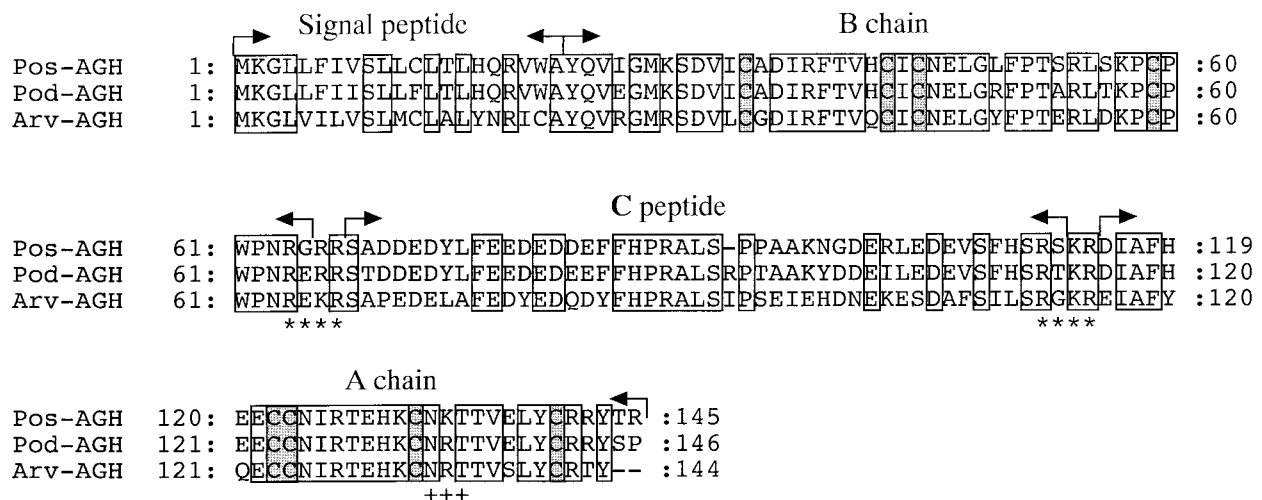 Signal peptide B chain
Pos-AGH 1: MKGLLFIVSLLCLTLHQRVWAYQVIGMKSDVICADIRFTVHCICNELGLFPTSRLSKPCP :60
Pod-AGH 1: MKGLLFIISLLFLTLHQRVWAYQVEGMKSDVICADIRFTVHCICNELGRFPTARLTKPCP :60
Arv-AGH 1: MKGLVILVSLMCLALYNRICAYQVRGMRSDVLCGDIRFTVQCICNELGYFPTERLDKPCP :60
C peptide
Pos-AGH 61: WPNRGRRSADDEDYLFEEDEDDEFFHPRALS-PPAAKNGDERLEDEVSFHSRSKRDIAFH :119
Pod-AGH 61: WPNRERRSTDDEDYLFEEDEDEEFFHPRALSRPTAAKYDDEILEDEVSFHSRTKRDIAFH :120
Arv-AGH 61: WPNREKRSAPEDELAFEDYEDQDYFHPRALSIPSEIEHDNEKESDAFSILSRGKREIAFY :120
**** ****
A chain
Pos-AGH 120: EECCNIRTEHKCNKTTVELYCRRYTR :145
Pod-AGH 121: EECCNIRTEHKCNRTTVELYCRRYSP :146
Arv-AGH 121: QECCNIRTEHKCNRTTVSLYCRTY-- :144
+++